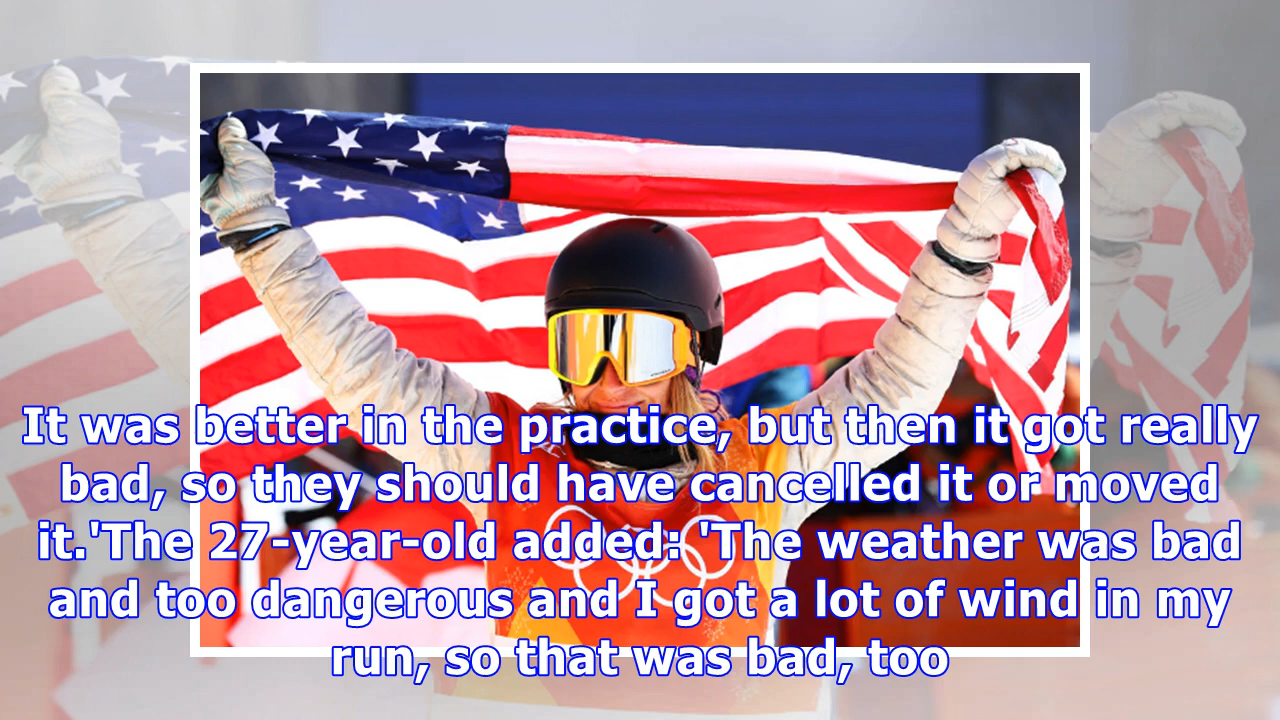 It was better in the practice, but then it got really
bad, so they should have cancelled it or moved
it.'The 27-year-old added: 'The weather was bad
and too dangerous and I got a lot of wind in my
run, so that was bad, too